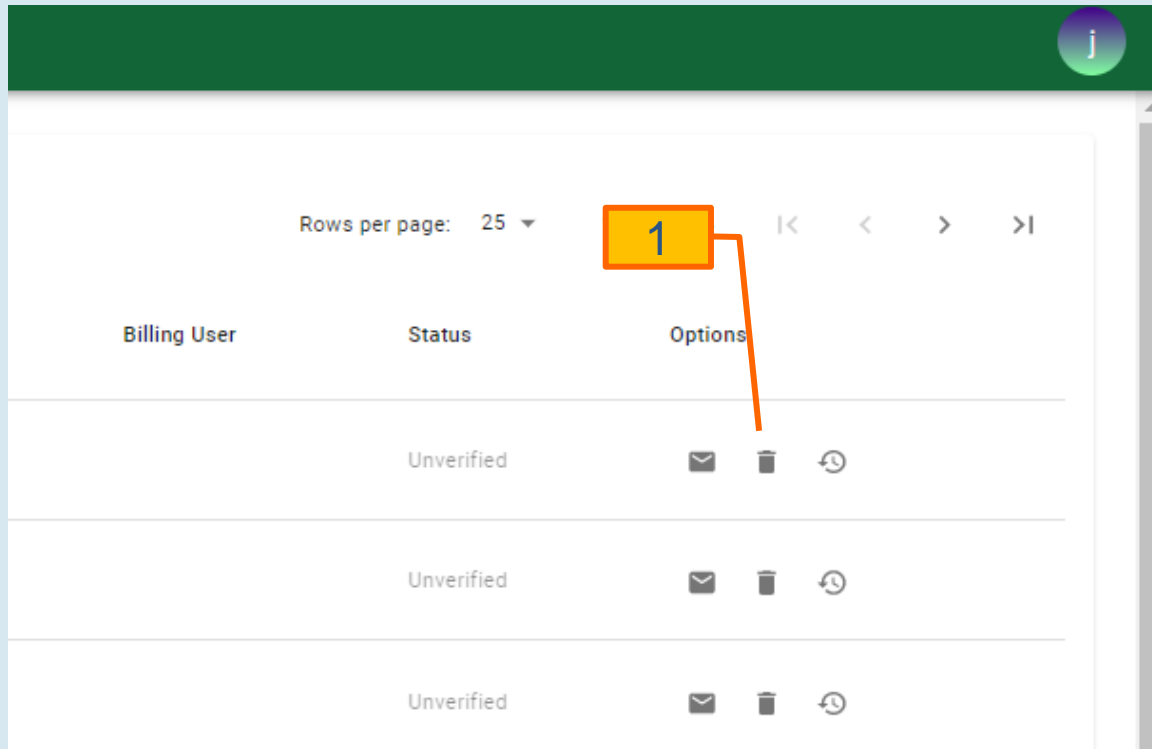 j
Rows per page: 25
1
Billing User Status Options
Unverified
Unverified
Unverified